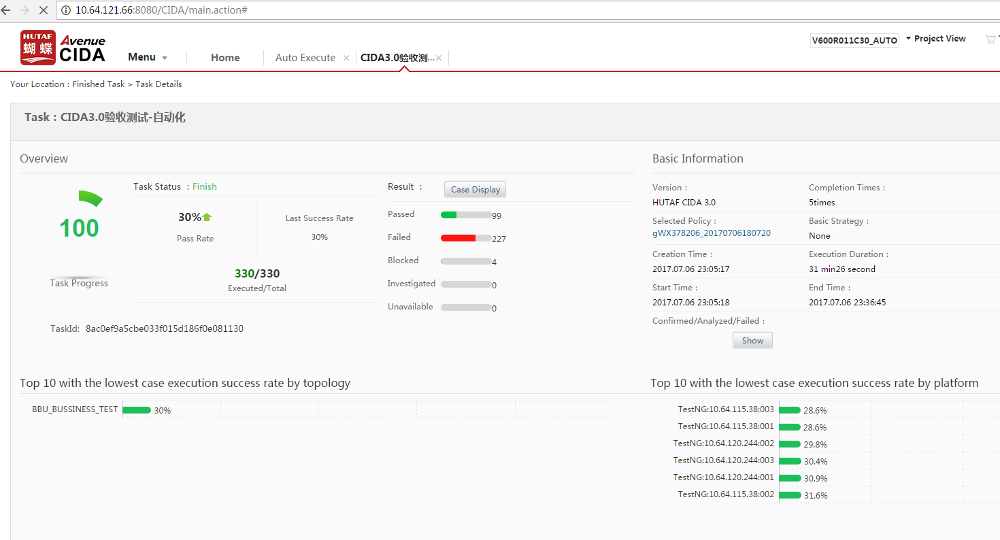 10.64.121.66:8080/CIDA/main.action#
HUTAF
蝴蝶
Avenue
CIDA
Menu
Home
Auto Execute
CIDA3.0验收测...
V600R011C30_AUTO
Project View
Your Location : Finished Task > Task Details
Task : CIDA3.0验收测试-自动化
Overview
100
Task Progress
Task Status : Finish
30%
Pass Rate
Last Success Rate
30%
330/330
Executed/Total
TaskId: 8ac0ef9a5cbe033f015d186f0e081130
Result :
Case Display
Passed 99
Failed 227
Blocked 4
Investigated 0
Unavailable 0
Basic Information
Version :
HUTAF CIDA 3.0
Completion Times :
5times
Selected Policy :
gWX378206_20170706180720
Basic Strategy :
None
Creation Time :
2017.07.06 23:05:17
Execution Duration :
31 min26 second
Start Time :
2017.07.06 23:05:18
End Time :
2017.07.06 23:36:45
Confirmed/Analyzed/Failed :
Show
Top 10 with the lowest case execution success rate by topology
BBU_BUSSINESS_TEST 30%
Top 10 with the lowest case execution success rate by platform
TestNG:10.64.115.38:003 28.6%
TestNG:10.64.115.38:001 28.6%
TestNG:10.64.120.244:002 29.8%
TestNG:10.64.120.244:003 30.4%
TestNG:10.64.120.244:001 30.9%
TestNG:10.64.115.38:002 31.6%